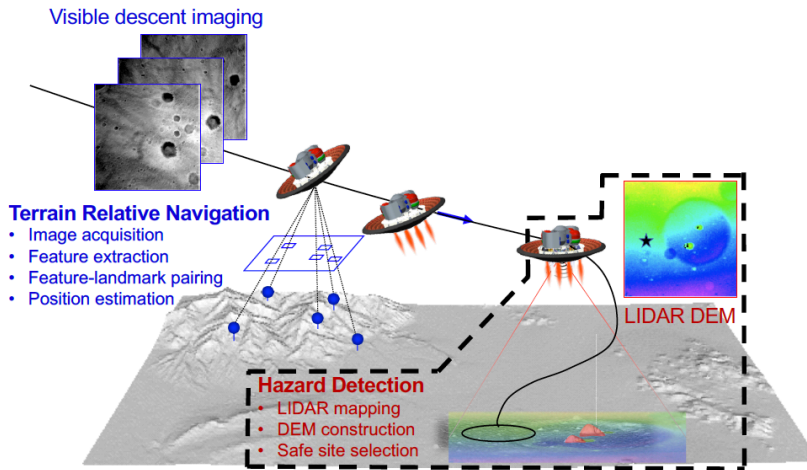 Visible descent imaging
Terrain Relative Navigation
• Image acquisition
• Feature extraction
• Feature-landmark pairing
• Position estimation
LIDAR DEM
Hazard Detection
• LIDAR mapping
• DEM construction
• Safe site selection